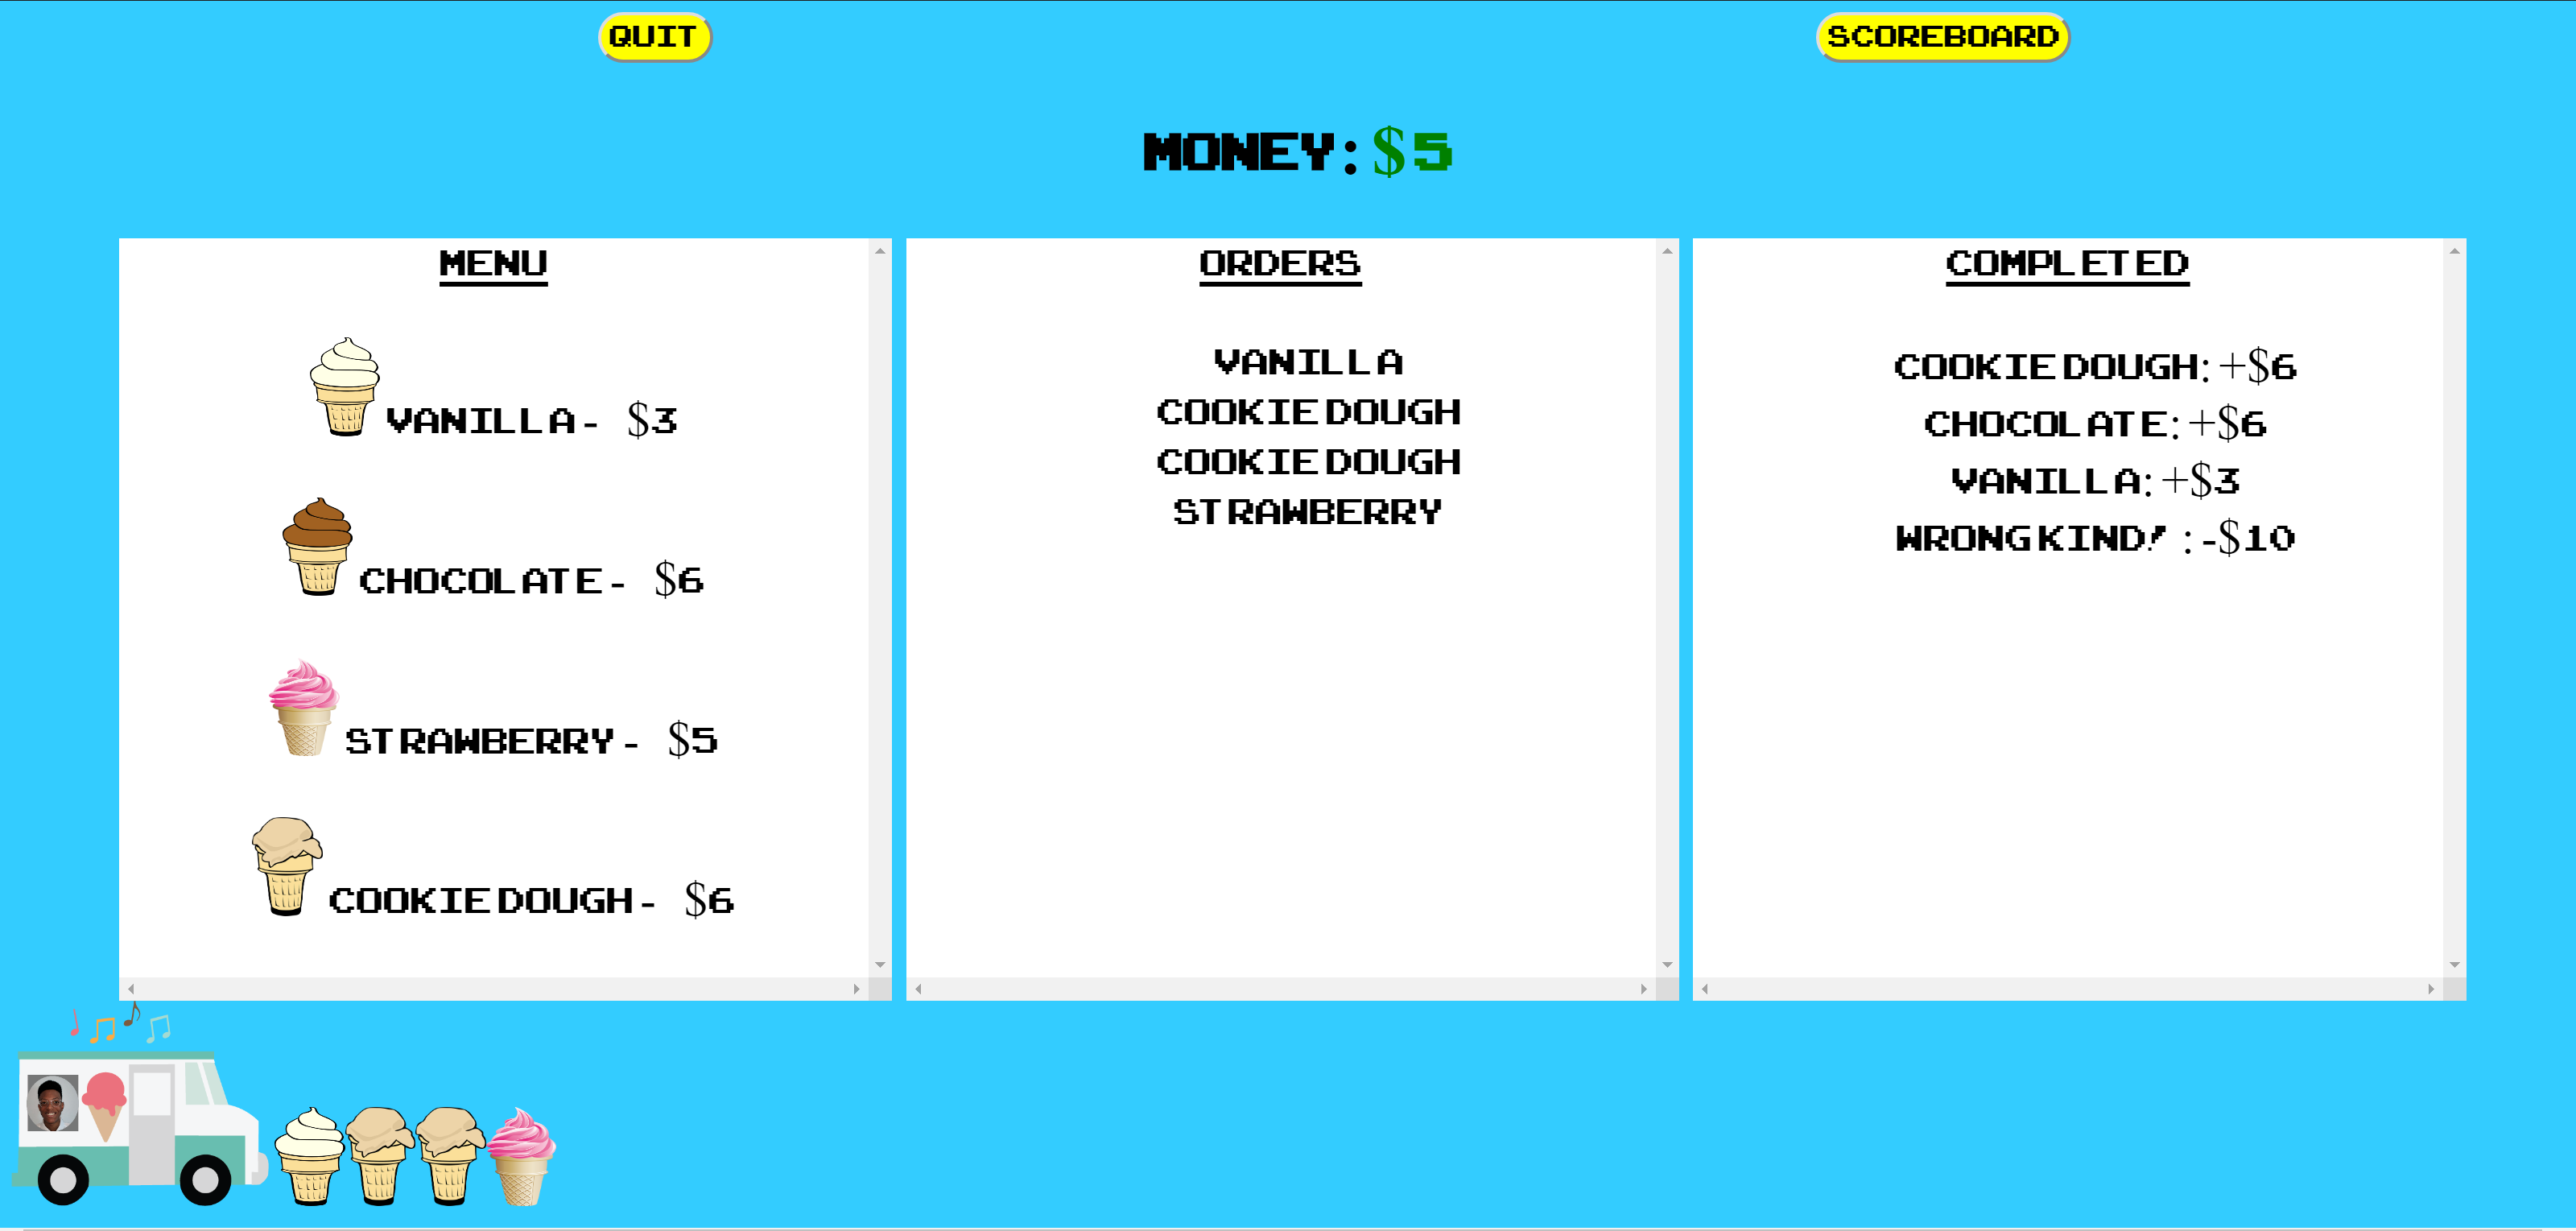 QUIT
SCOREBOARD
MONEY:$5
MENU
VANILLA- $3
CHOCOLATE- $6
STRAWBERRY- $5
COOKIE DOUGH- $6
ORDERS
VANILLA
COOKIE DOUGH
COOKIE DOUGH
STRAWBERRY
COMPLETED
COOKIE DOUGH: +$6
CHOCOLATE: +$6
VANILLA: +$3
WRONG KIND! : -$10